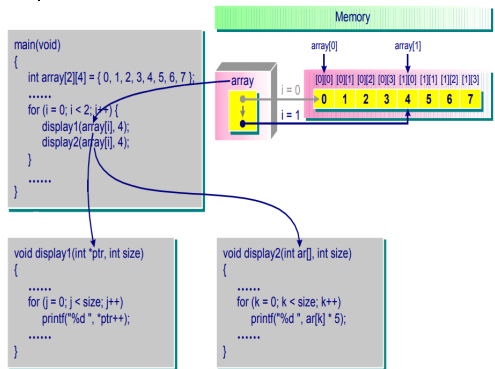 Memory
main(void)
{
int array[2][4] = { 0, 1, 2, 3, 4, 5, 6, 7 };
......
for (i = 0; i < 2; i++) {
display1(array[i], 4);
display2(array[i], 4);
}
......
}
array[0] array[1]
array
[0][0] [0][1] [0][2] [0][3] [1][0] [1][1] [1][2] [1][3]
i = 0
0 1 2 3 4 5 6 7
i = 1
void display1(int *ptr, int size)
{
......
for (j = 0; j < size; j++)
printf("%d ", *ptr++);
......
}
void display2(int ar[], int size)
{
......
for (k = 0; k < size; k++)
printf("%d ", ar[k] * 5);
......
}